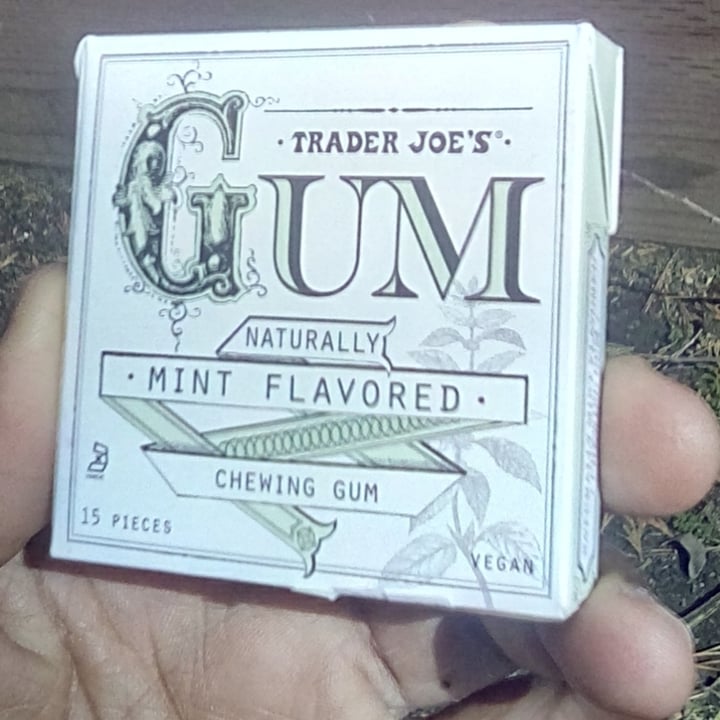 · TRADER JOE'S® ·
GUM
NATURALLY
· MINT FLAVORED ·
CHEWING GUM
15 PIECES
VEGAN